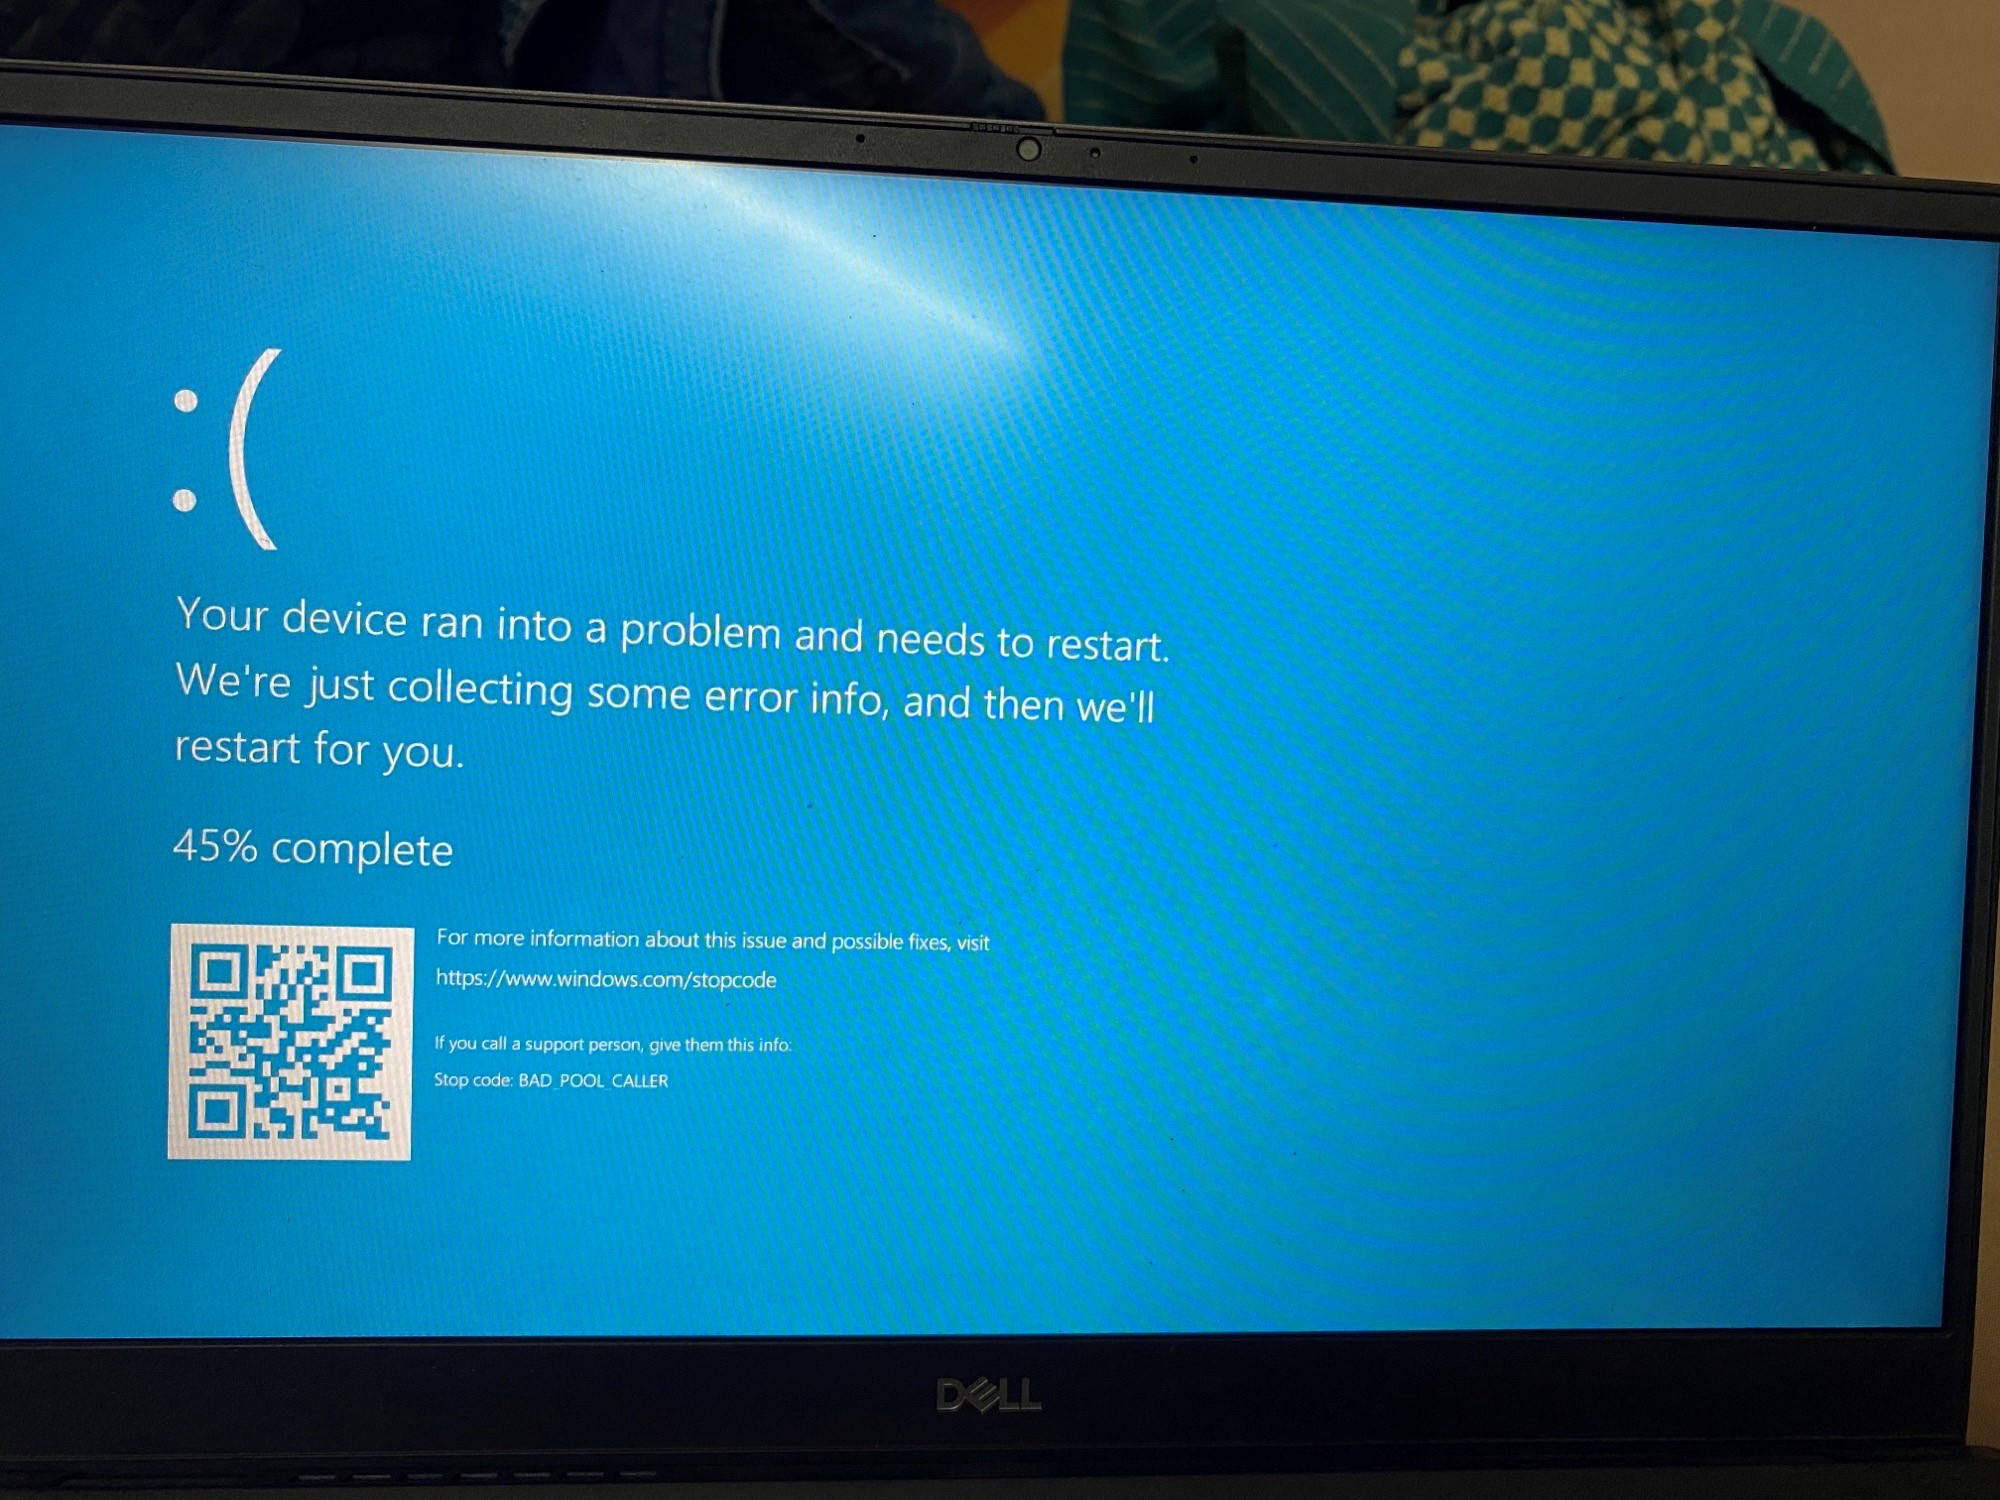 :(
Your device ran into a problem and needs to restart.
We're just collecting some error info, and then we'll
restart for you.
45% complete
For more information about this issue and possible fixes, visit
https://www.windows.com/stopcode
If you call a support person, give them this info:
Stop code: BAD_POOL_CALLER
DELL